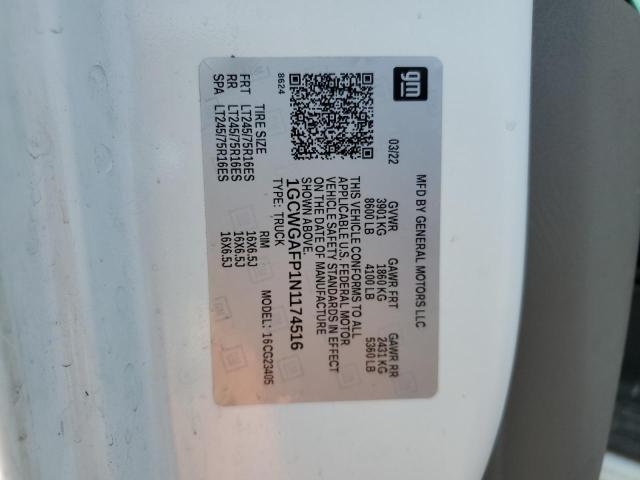 gm
MFD BY GENERAL MOTORS LLC
03/22 GVWR GAWR FRT GAWR RR
3901 KG 1860 KG 2431 KG
8600 LB 4100 LB 5360 LB
THIS VEHICLE CONFORMS TO ALL
APPLICABLE U.S. FEDERAL MOTOR
VEHICLE SAFETY STANDARDS IN EFFECT
ON THE DATE OF MANUFACTURE
SHOWN ABOVE.
1GCWGAFP1N1174516
8624 TYPE: TRUCK MODEL: 16CG23405
TIRE SIZE RIM
FRT LT245/75R16ES 16X6.5J
RR LT245/75R16ES 16X6.5J
SPA LT245/75R16ES 16X6.5J